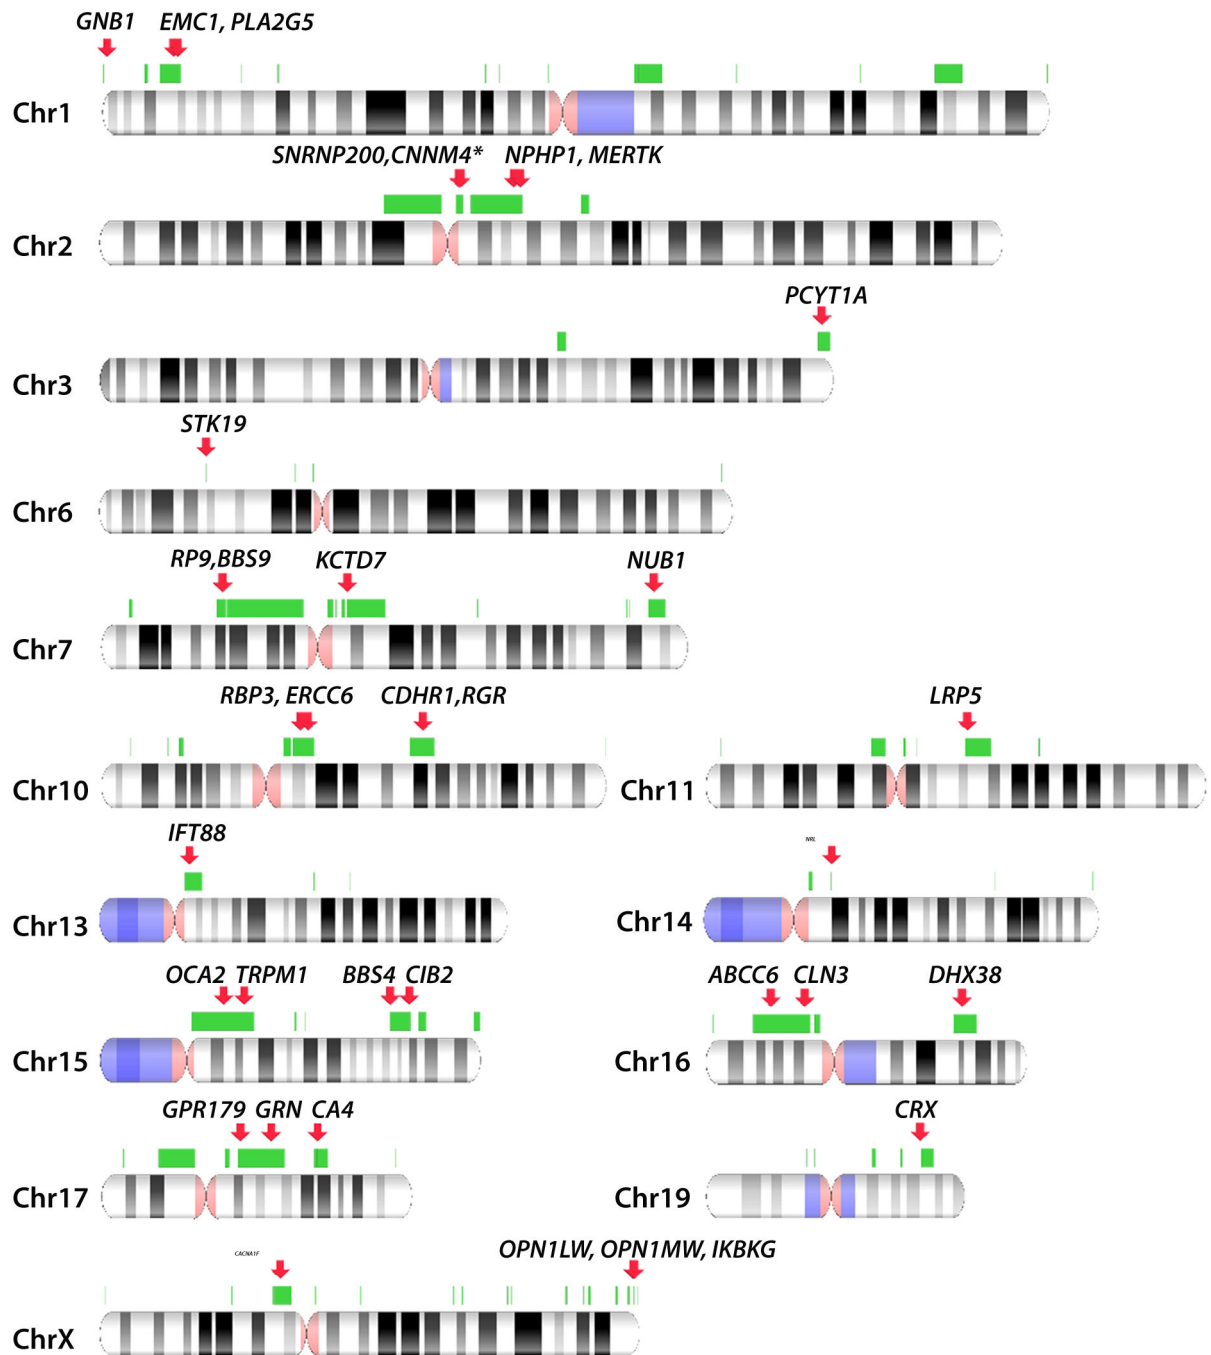 GNB1 EMC1, PLA2G5
Chr1
SNRNP200,CNNM4* NPHP1, MERTK
Chr2
PCYT1A
Chr3
STK19
Chr6
RP9,BBS9 KCTD7 NUB1
Chr7
RBP3, ERCC6 CDHR1,RGR LRP5
Chr10 Chr11
IFT88 NRL
Chr13 Chr14
OCA2 TRPM1 BBS4 CIB2 ABCC6 CLN3 DHX38
Chr15 Chr16
GPR179 GRN CA4 CRX
Chr17 Chr19
CACNA1F OPN1LW, OPN1MW, IKBKG
ChrX